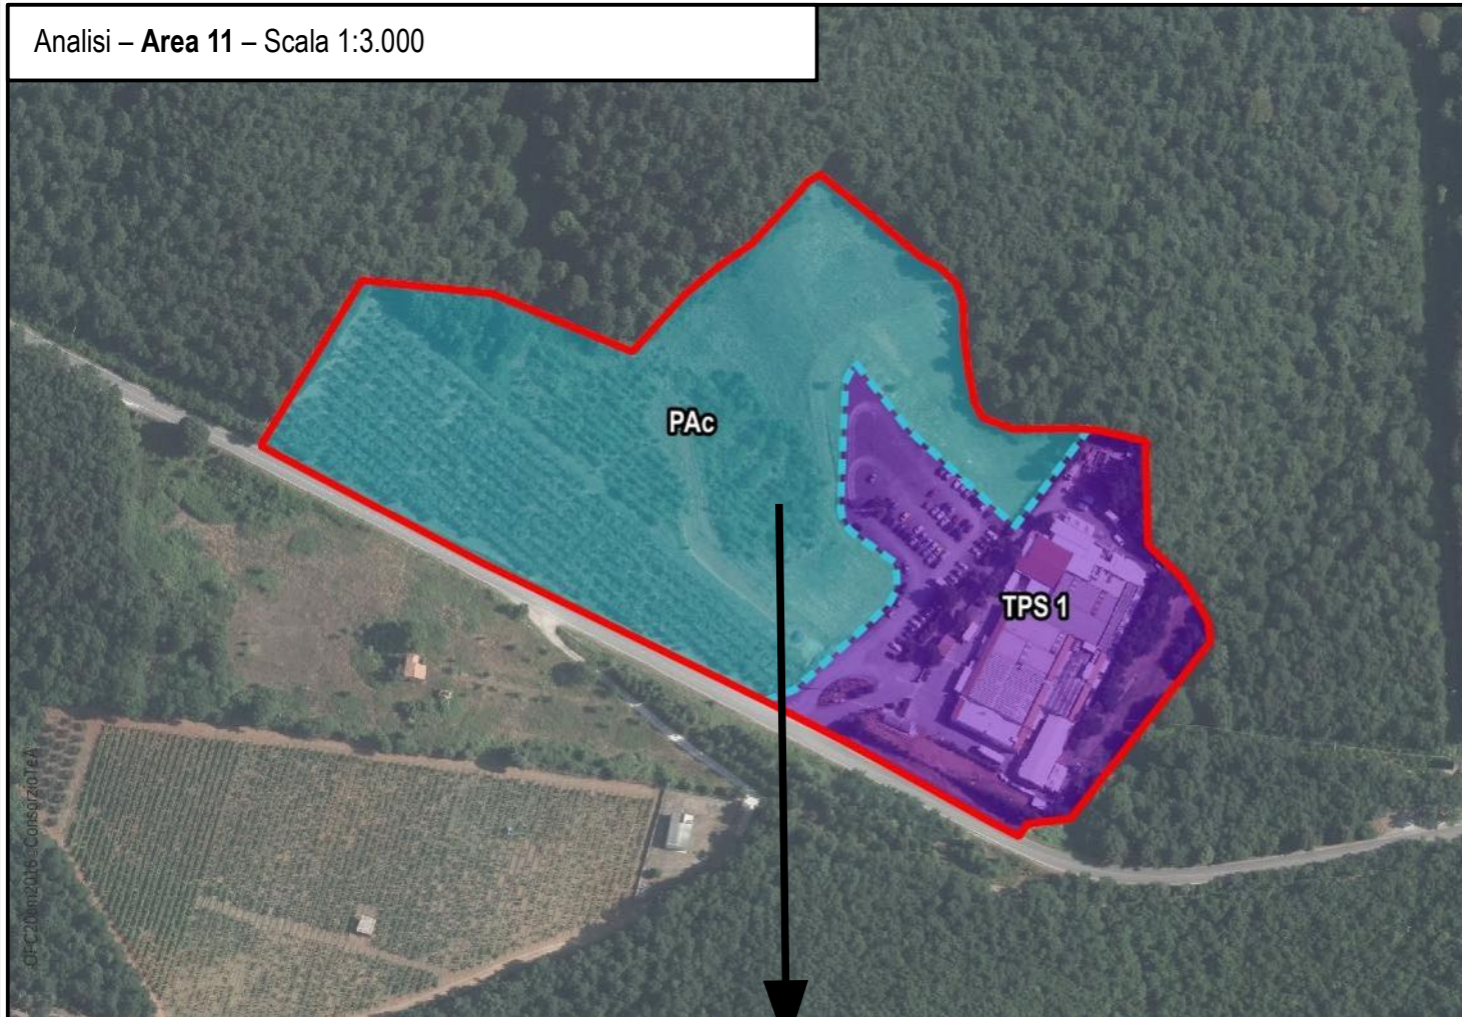 Analisi – Area 11 – Scala 1:3.000
PAc
TPS 1